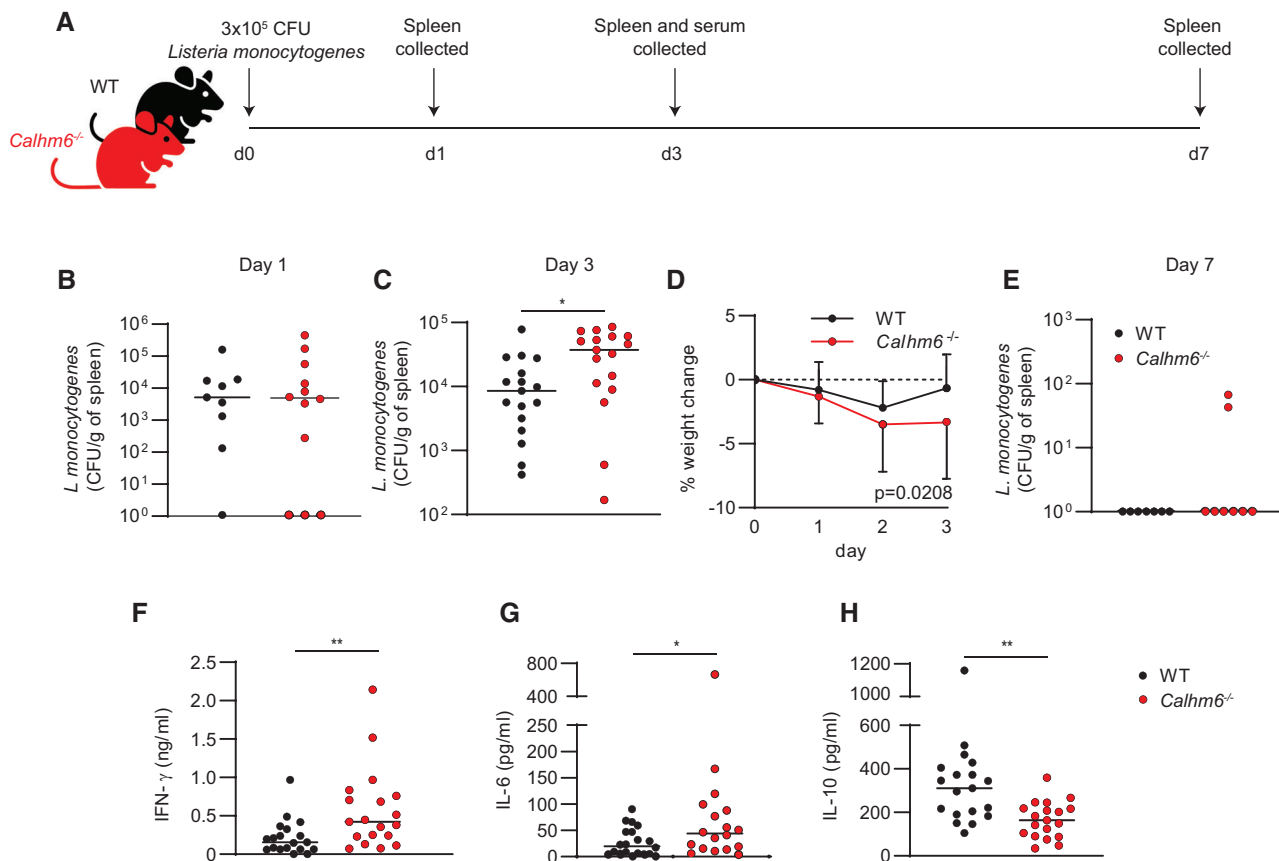 A
3x10⁵ CFU
Listeria monocytogenes
Spleen
collected
Spleen and serum
collected
Spleen
collected
WT
Calhm6-/-
d0
d1
d3
d7
B
Day 1
L monocytogenes
(CFU/g of spleen)
10⁶
10⁵
10⁴
10³
10²
10¹
10⁰
C
Day 3
*
L. monocytogenes
(CFU/g of spleen)
10⁵
10⁴
10³
10²
D
WT
Calhm6 -/-
% weight change
5
0
-5
-10
p=0.0208
0 1 2 3
day
E
Day 7
WT
Calhm6-/-
L. monocytogenes
(CFU/g of spleen)
10³
10²
10¹
10⁰
F
**
IFN- γ (ng/ml)
2.5
2.0
1.5
1.0
0.5
0
G
*
IL-6 (pg/ml)
800
400
250
200
150
100
50
0
H
**
IL-10 (pg/ml)
1200
1000
600
400
200
0
WT
Calhm6-/-